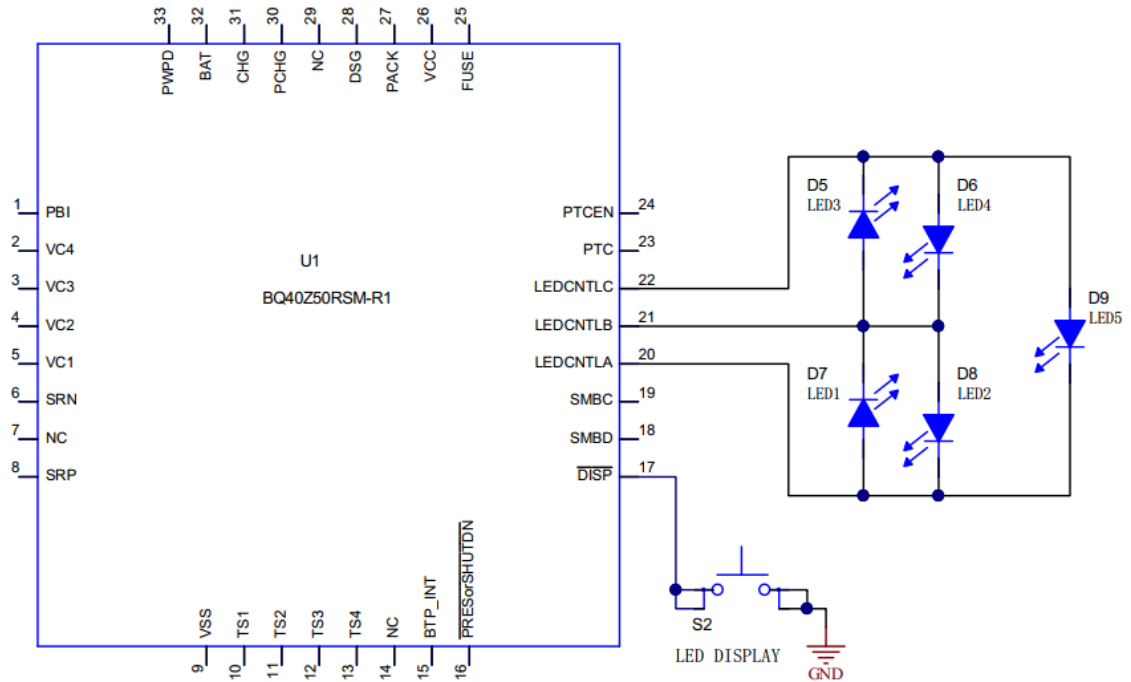 33 32 31 30 29 28 27 26 25
PWPD BAT CHG PCHG NC DSG PACK VCC FUSE
1 PBI
2 VC4
3 VC3
4 VC2
5 VC1
6 SRN
7 NC
8 SRP
U1
BQ40Z50RSM-R1
PTCEN 24
PTC 23
LEDCNTLC 22
LEDCNTLB 21
LEDCNTLA 20
SMBC 19
SMBD 18
DISP 17
VSS TS1 TS2 TS3 TS4 NC BTP_INT PRESorSHUTDN
9 10 11 12 13 14 15 16
D5
LED3
D6
LED4
D9
LED5
D7
LED1
D8
LED2
S2
LED DISPLAY
GND